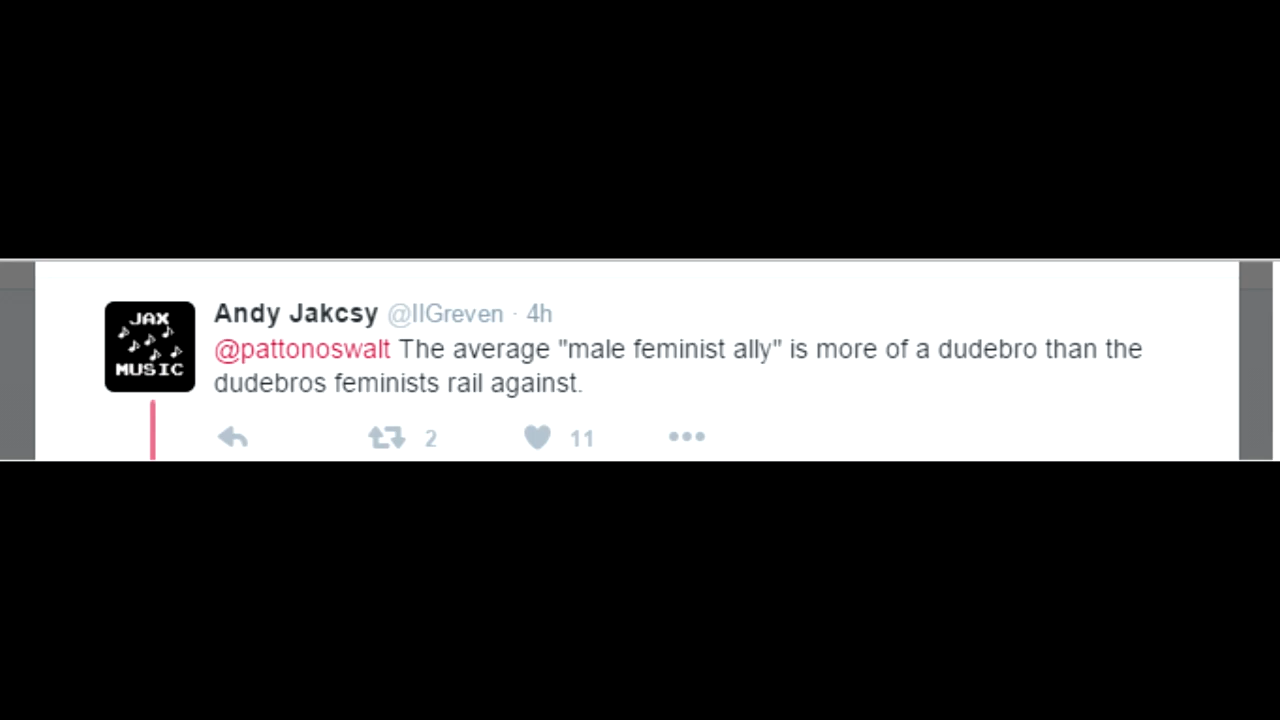 JAX
MUSIC
Andy Jakcsy @IIGreven · 4h
@pattonoswalt The average "male feminist ally" is more of a dudebro than the
dudebros feminists rail against.
2 11